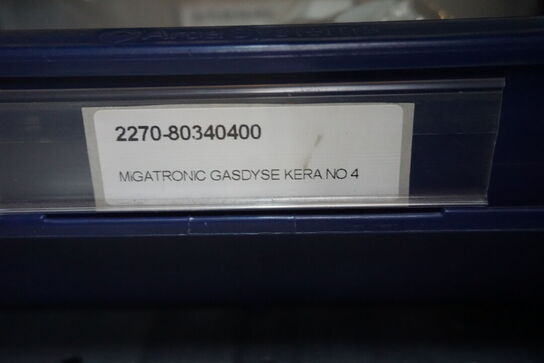 2270-80340400
MIGATRONIC GASDYSE KERA.NO 4